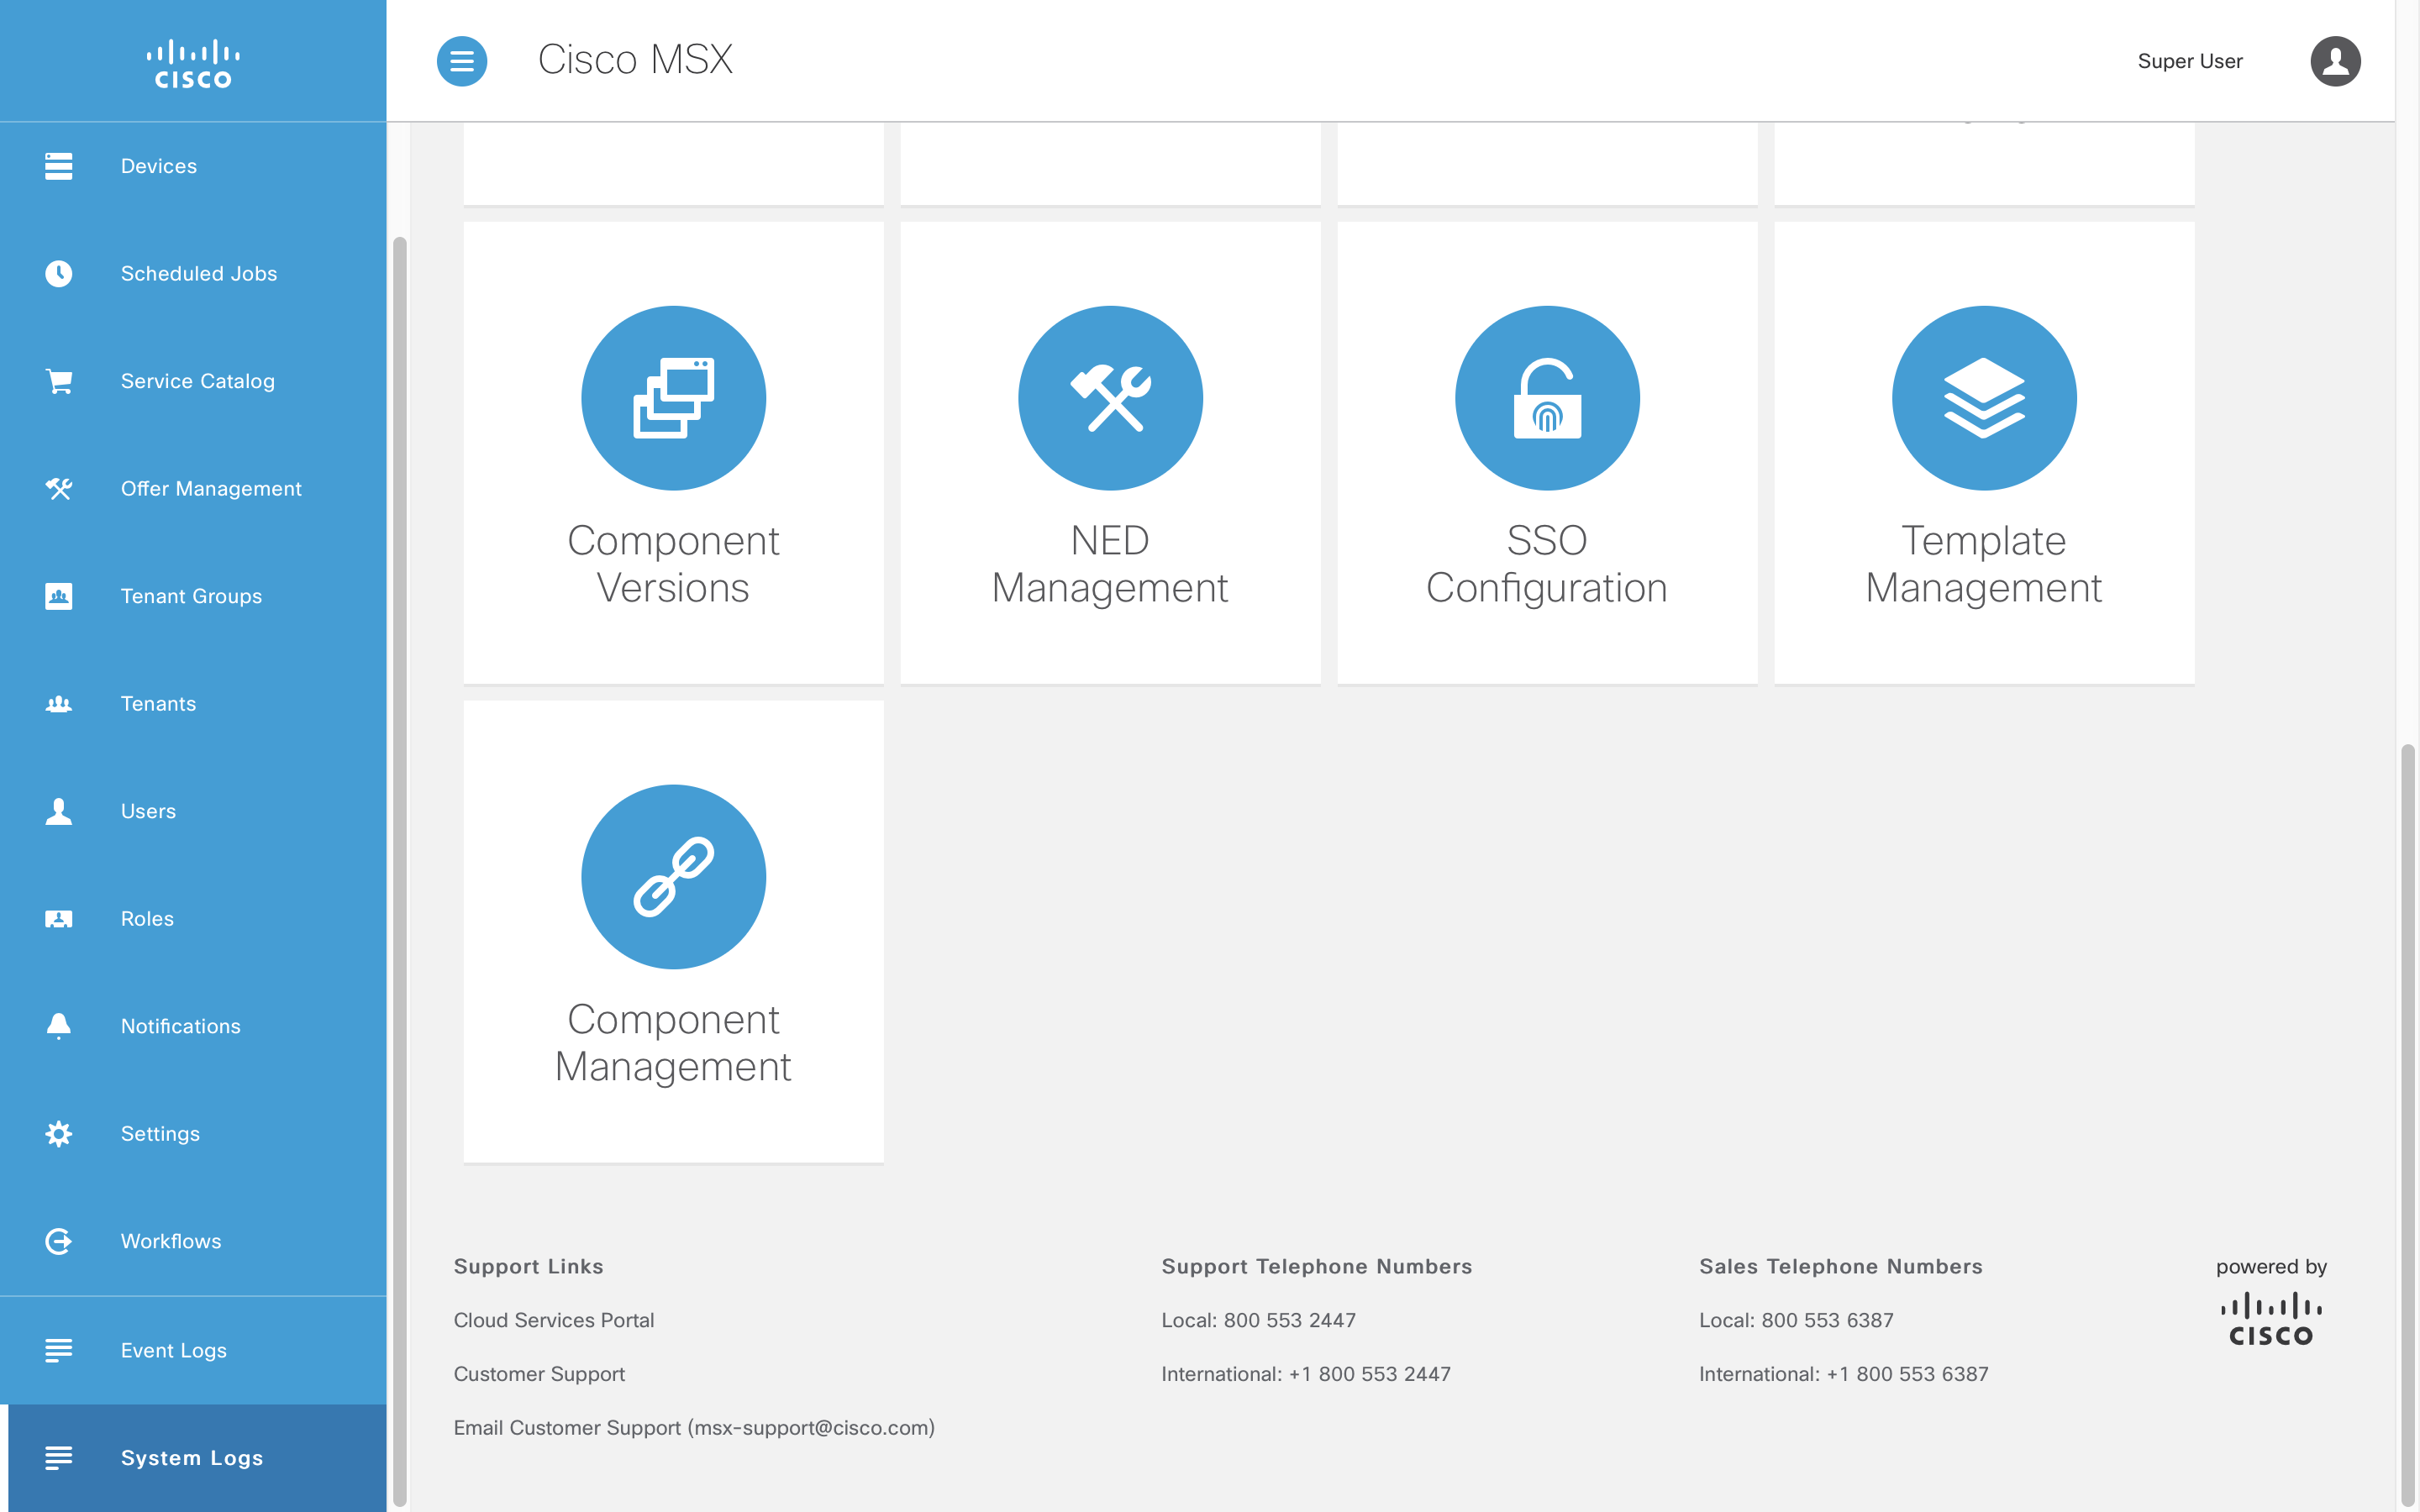 CISCO
Cisco MSX
Super User
Devices
Scheduled Jobs
Service Catalog
Offer Management
Tenant Groups
Tenants
Users
Roles
Notifications
Settings
Workflows
Event Logs
System Logs
Component
Versions
NED
Management
SSO
Configuration
Template
Management
Component
Management
Support Links
Cloud Services Portal
Customer Support
Email Customer Support (msx-support@cisco.com)
Support Telephone Numbers
Local: 800 553 2447
International: +1 800 553 2447
Sales Telephone Numbers
Local: 800 553 6387
International: +1 800 553 6387
powered by
CISCO